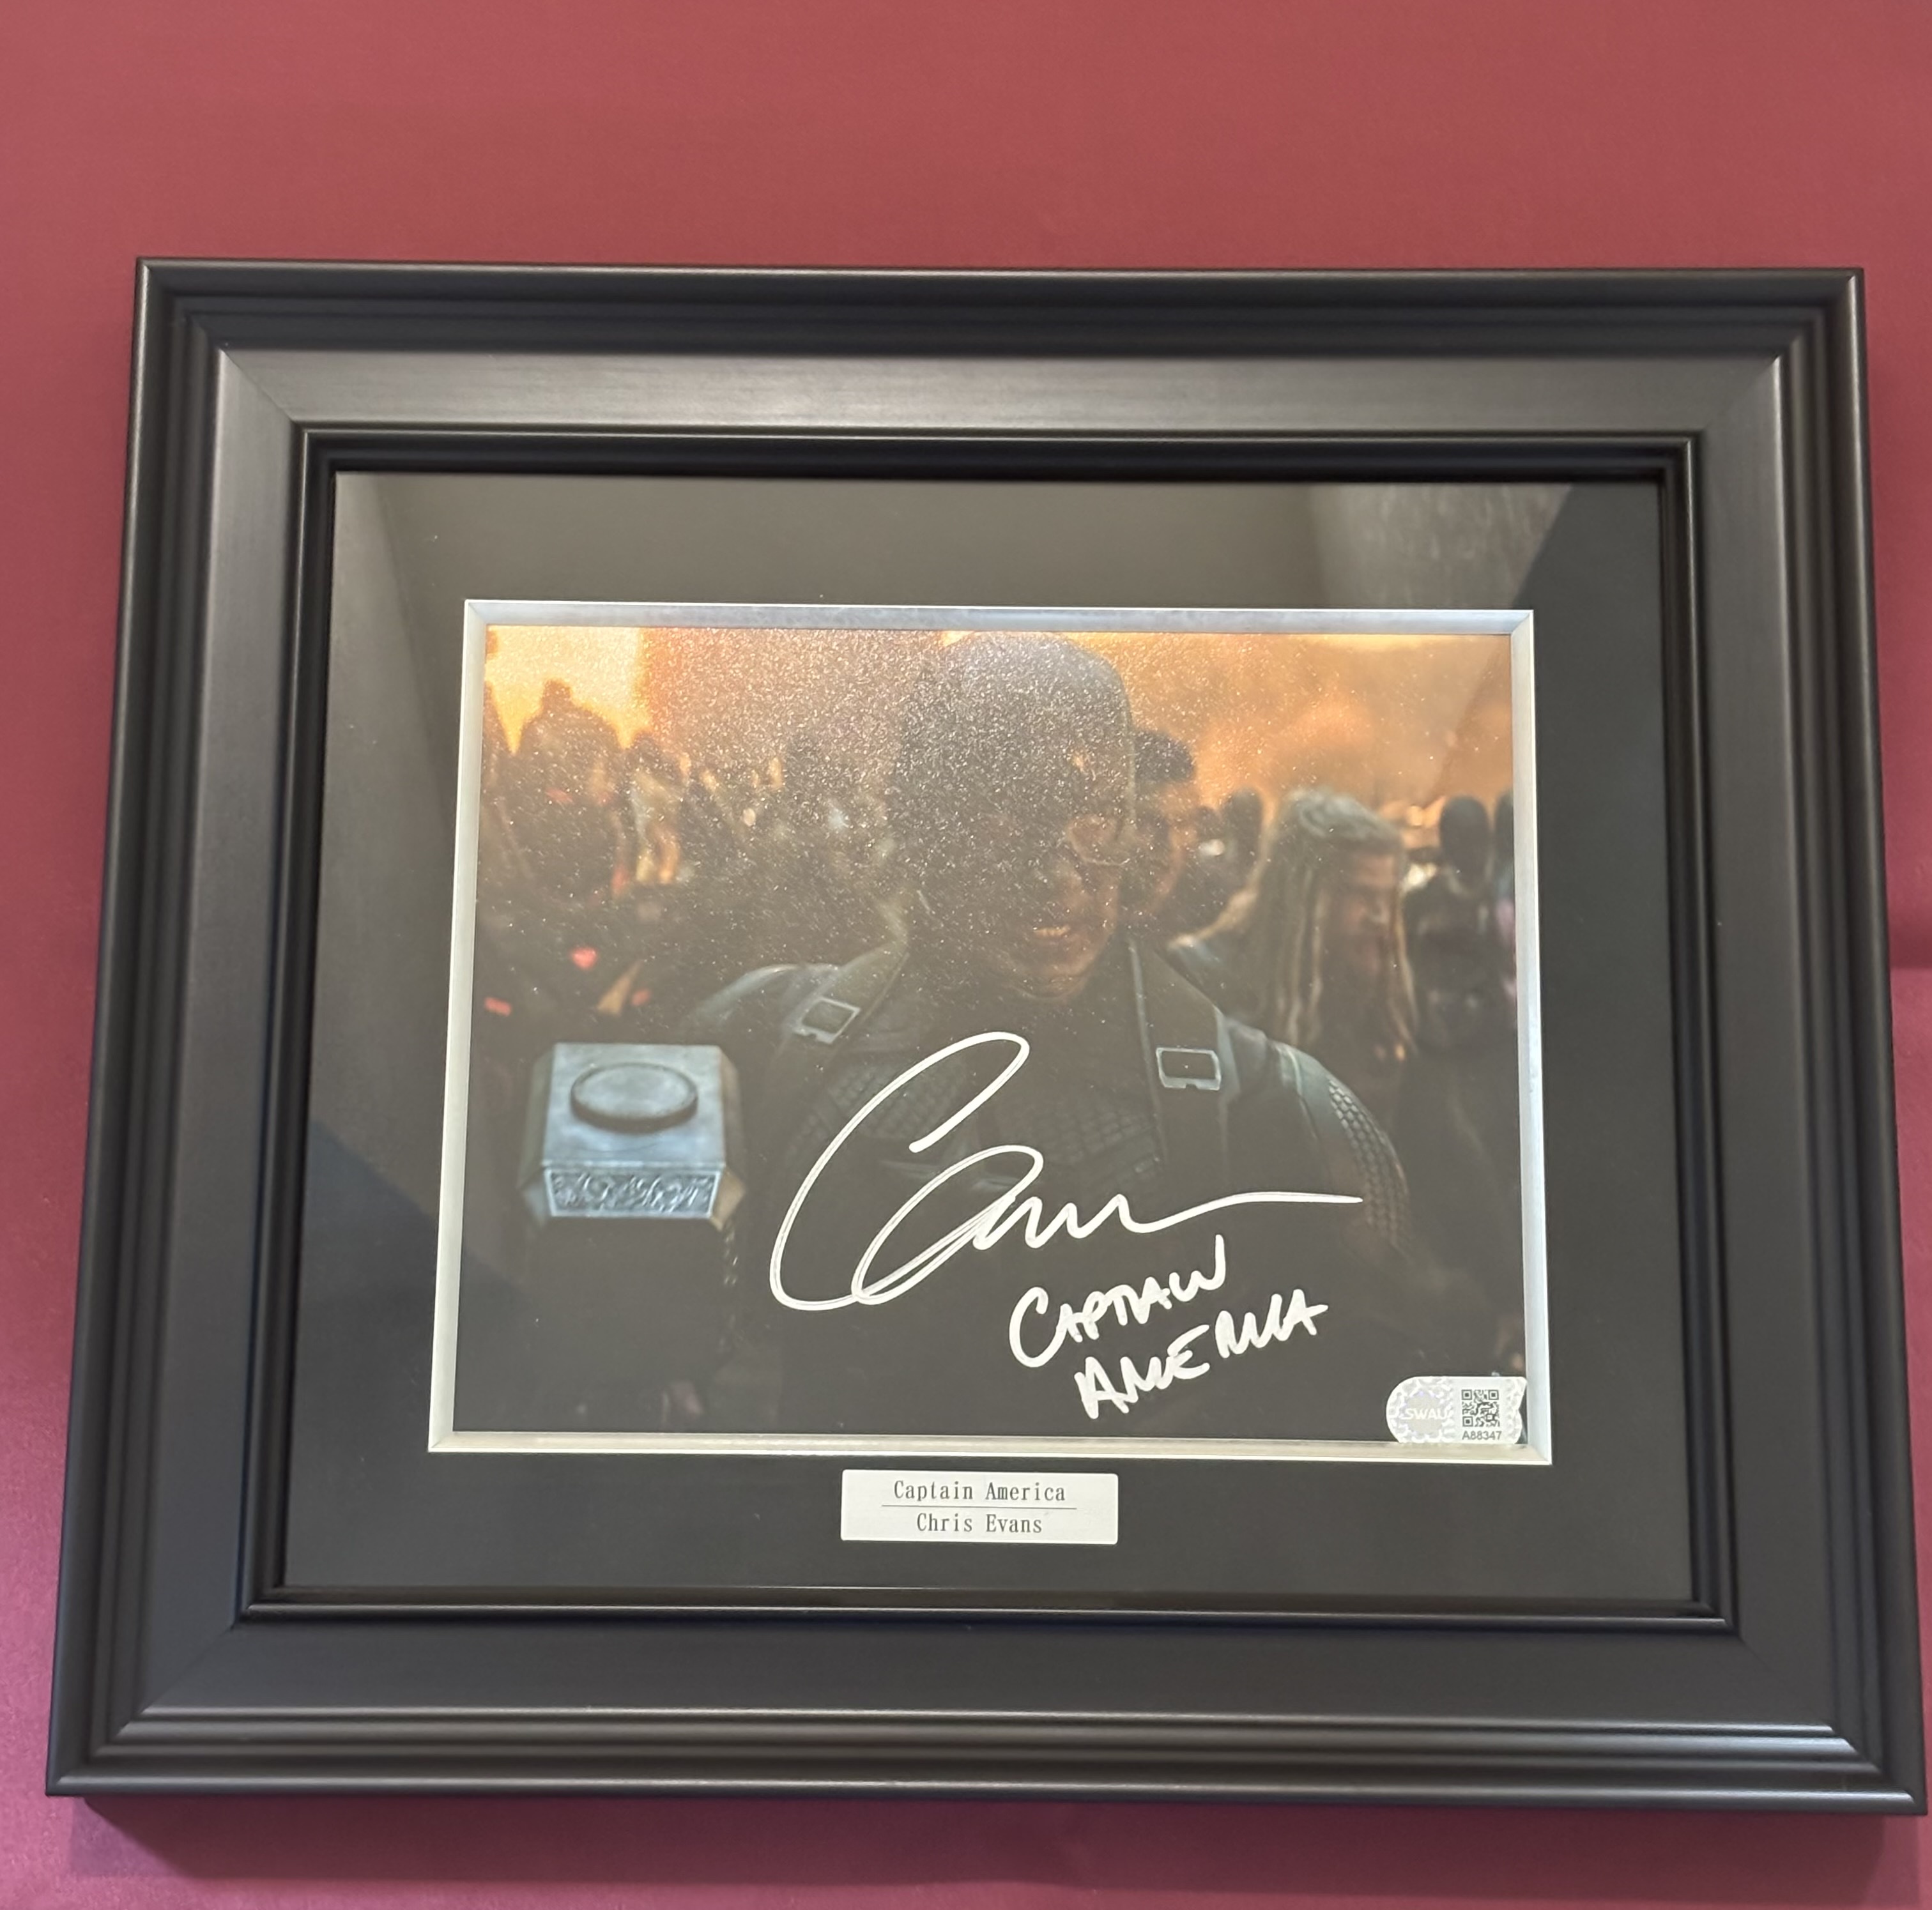 CAPTAIN
AMERICA
SWAU
A88347
Captain America
Chris Evans